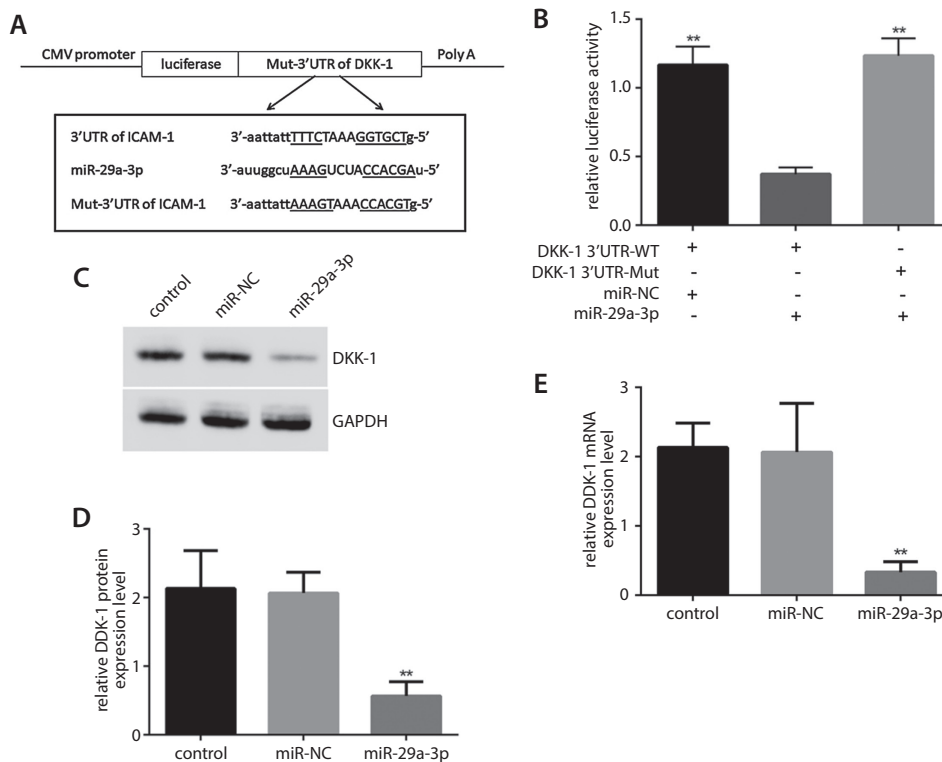 A
CMV promoter luciferase Mut-3'UTR of DKK-1 Poly A
3'UTR of ICAM-1 3'-aattatTTTCTAAAGGTGCTg-5'
miR-29a-3p 3'-auuggcuAAAGUCUACCACGAu-5'
Mut-3'UTR of ICAM-1 3'-aattatAAAGTAAACCACGTg-5'
B
relative luciferase activity
1.5
1.0
0.5
0.0
** **
DKK-1 3'UTR-WT + + -
DKK-1 3'UTR-Mut - - +
miR-NC + - -
miR-29a-3p - + +
C
control miR-NC miR-29a-3p
DKK-1
GAPDH
D
relative DDK-1 protein
expression level
3
2
1
0
**
control miR-NC miR-29a-3p
E
relative DDK-1 mRNA
expression level
3
2
1
0
**
control miR-NC miR-29a-3p